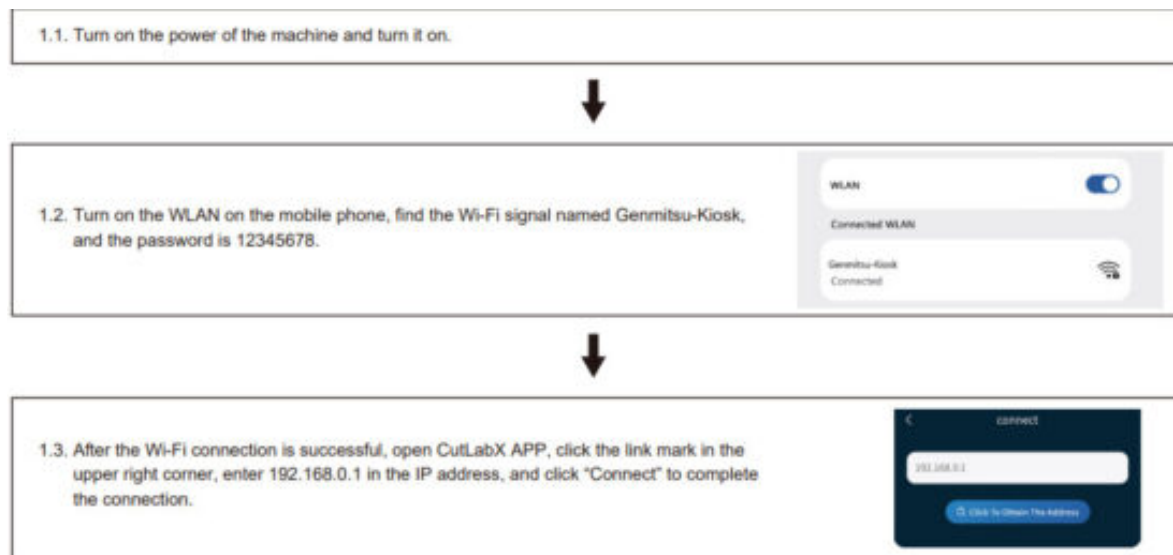 1.1. Turn on the power of the machine and turn it on.
1.2. Turn on the WLAN on the mobile phone, find the Wi-Fi signal named Genmitsu-Kiosk,
and the password is 12345678.
WLAN
Connected WLAN
Genmitsu-Kiosk
Connected
1.3. After the Wi-Fi connection is successful, open CutLabX APP, click the link mark in the
upper right corner, enter 192.168.0.1 in the IP address, and click “Connect” to complete
the connection.
connect
192.168.0.1
Click To Obtain The Address